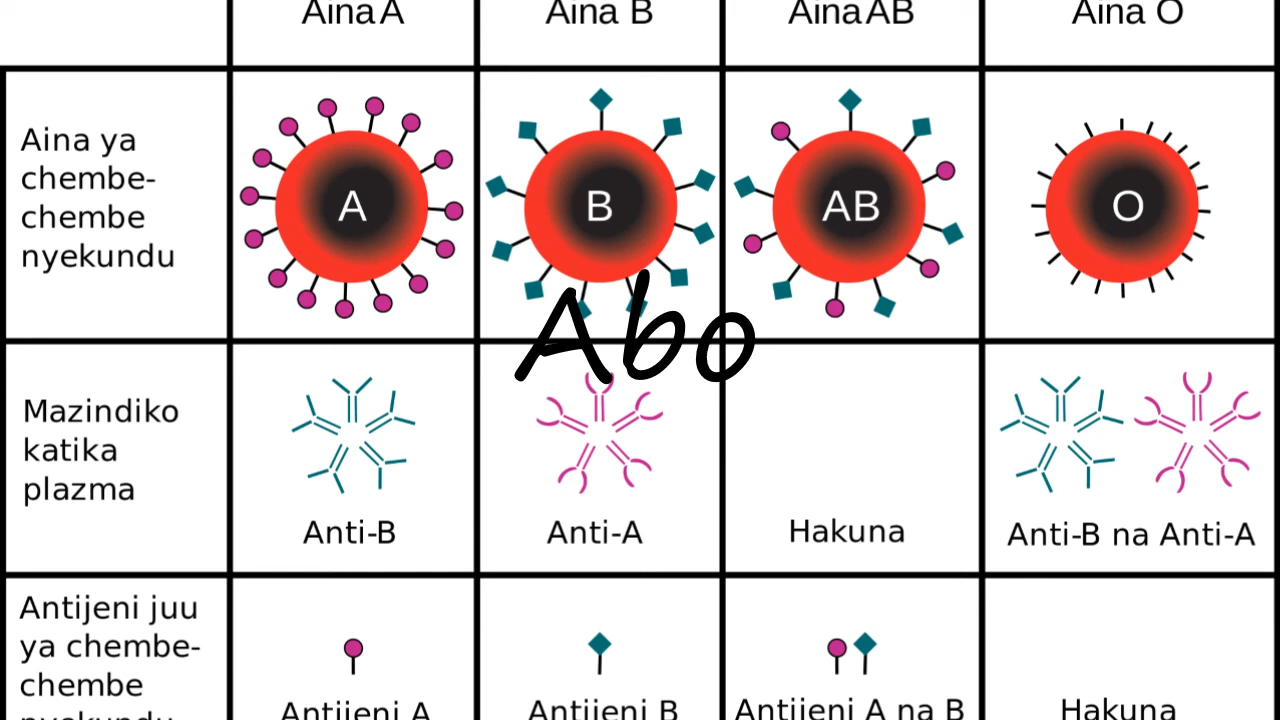 Aina A
Aina B
Aina AB
Aina O
Aina ya
chembe-
chembe
nyekundu
A
B
AB
O
Abo
Mazindiko
katika
plazma
Anti-B
Anti-A
Hakuna
Anti-B na Anti-A
Antijeni juu
ya chembe-
chembe
nyekundu
Antijeni A
Antijeni B
Antijeni A na B
Hakuna